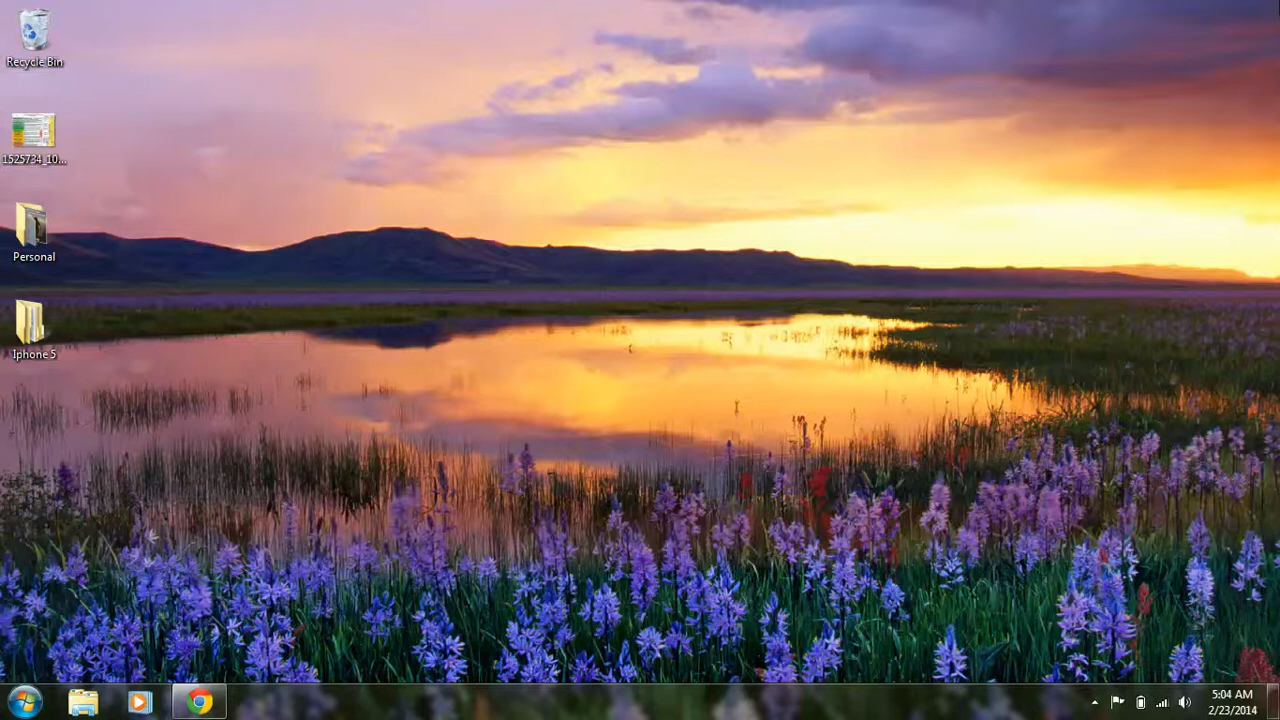 Recycle Bin
1525734_10...
Personal
Iphone 5
5:04 AM
2/23/2014